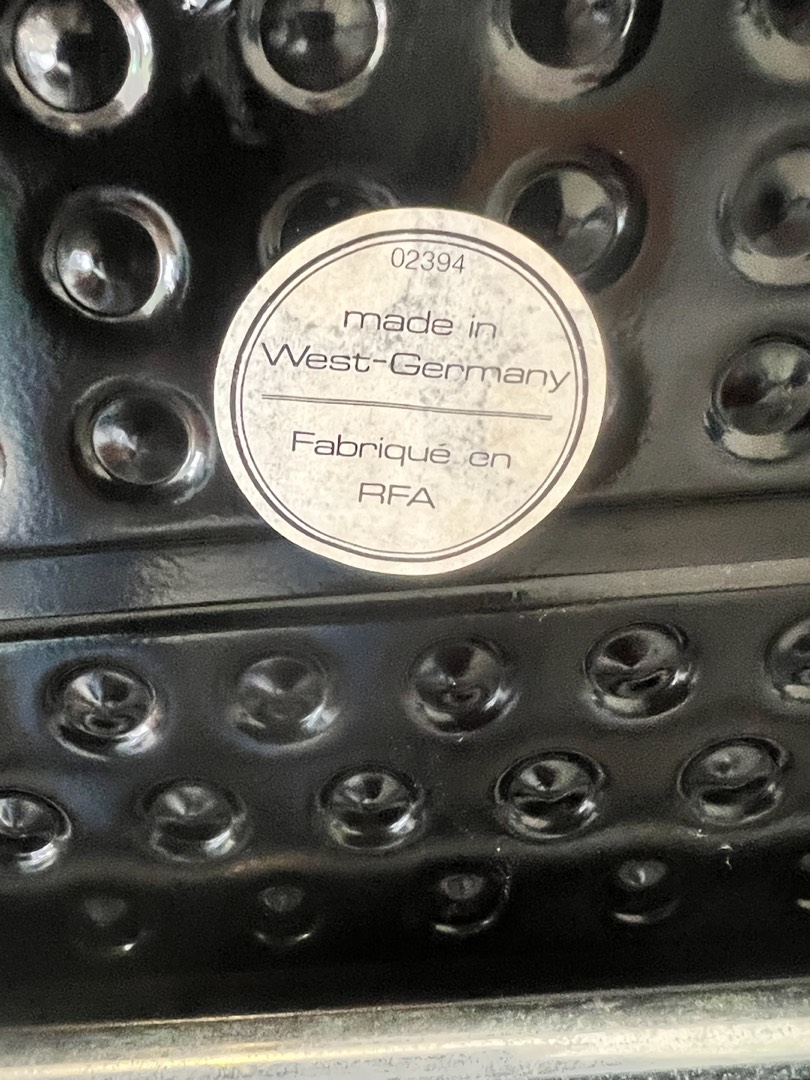 02394
made in
West-Germany
Fabriqué en
RFA